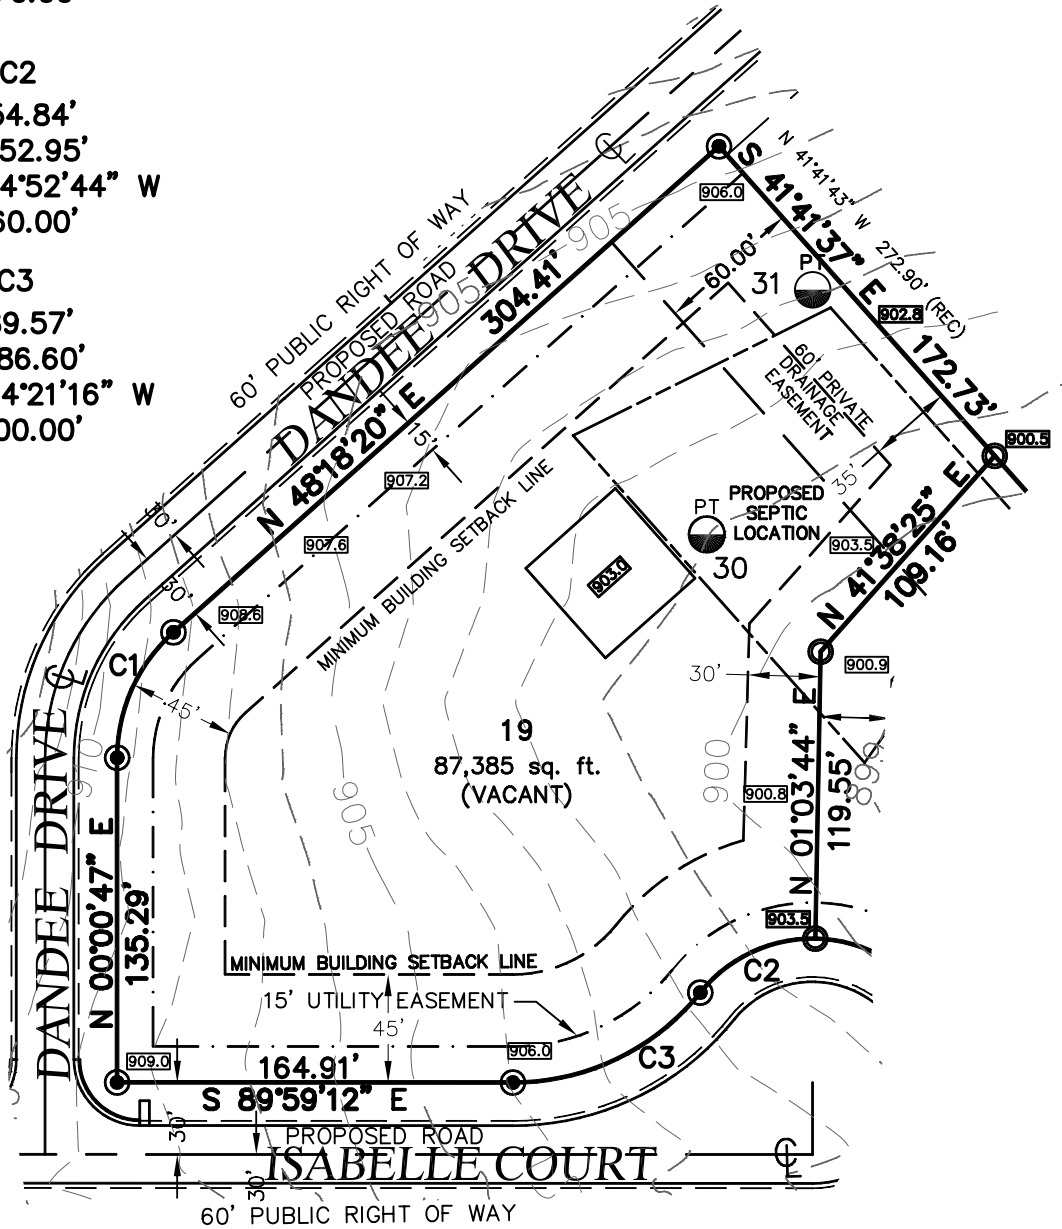 C2
54.84'
52.95'
4°52'44" W
60.00'
C3
89.57'
86.60'
4°21'16" W
00.00'
℄
906.0
S 41°41'37" E 172.73'
N 41°41'43" W 272.90' (REC)
60' PUBLIC RIGHT OF WAY
PROPOSED ROAD
DANDEE DRIVE
905
905
N 48°18'20" E 304.41'
60.00'
PT
31
902.8
60' PRIVATE
DRAINAGE
EASEMENT
900.5
15'
907.2
35'
PT
30
PROPOSED
SEPTIC
LOCATION
903.5
N 41°38'25" E
109.16'
MINIMUM BUILDING SETBACK LINE
907.6
903.0
30'
30'
908.6
C1
45'
℄
DANDEE DRIVE
910
30'
900.9
19
87,385 sq. ft.
(VACANT)
905
900
898
900.8
N 01°03'44" E
119.55'
N 00°00'47" E
135.29'
903.5
MINIMUM BUILDING SETBACK LINE
15' UTILITY EASEMENT
45'
C2
C3
909.0
906.0
164.91'
S 89°59'12" E
30'
PROPOSED ROAD
ISABELLE COURT
℄
30'
60' PUBLIC RIGHT OF WAY